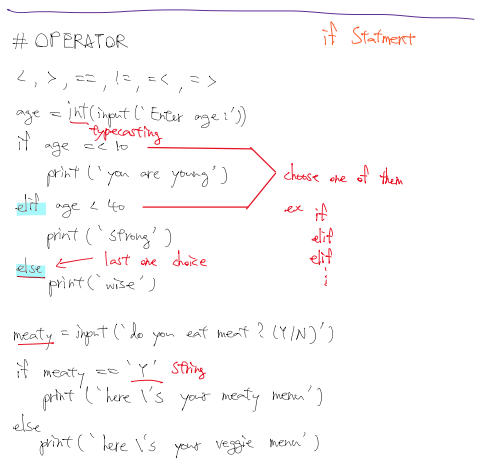 # OPERATOR
if Statment
<, >, ==, !=, =<, =>
age = int(input('Enter age:'))
typecasting
if age =< 10
print ('you are young')
choose one of them
elif age < 40
ex if
print ('strong')
elif
else ← last one choice
elif
print('wise')
meaty = input('do you eat meat? (Y/N)')
if meaty == 'Y' string
print ('here \'s your meaty menu')
else
print('here \'s your veggie menu')